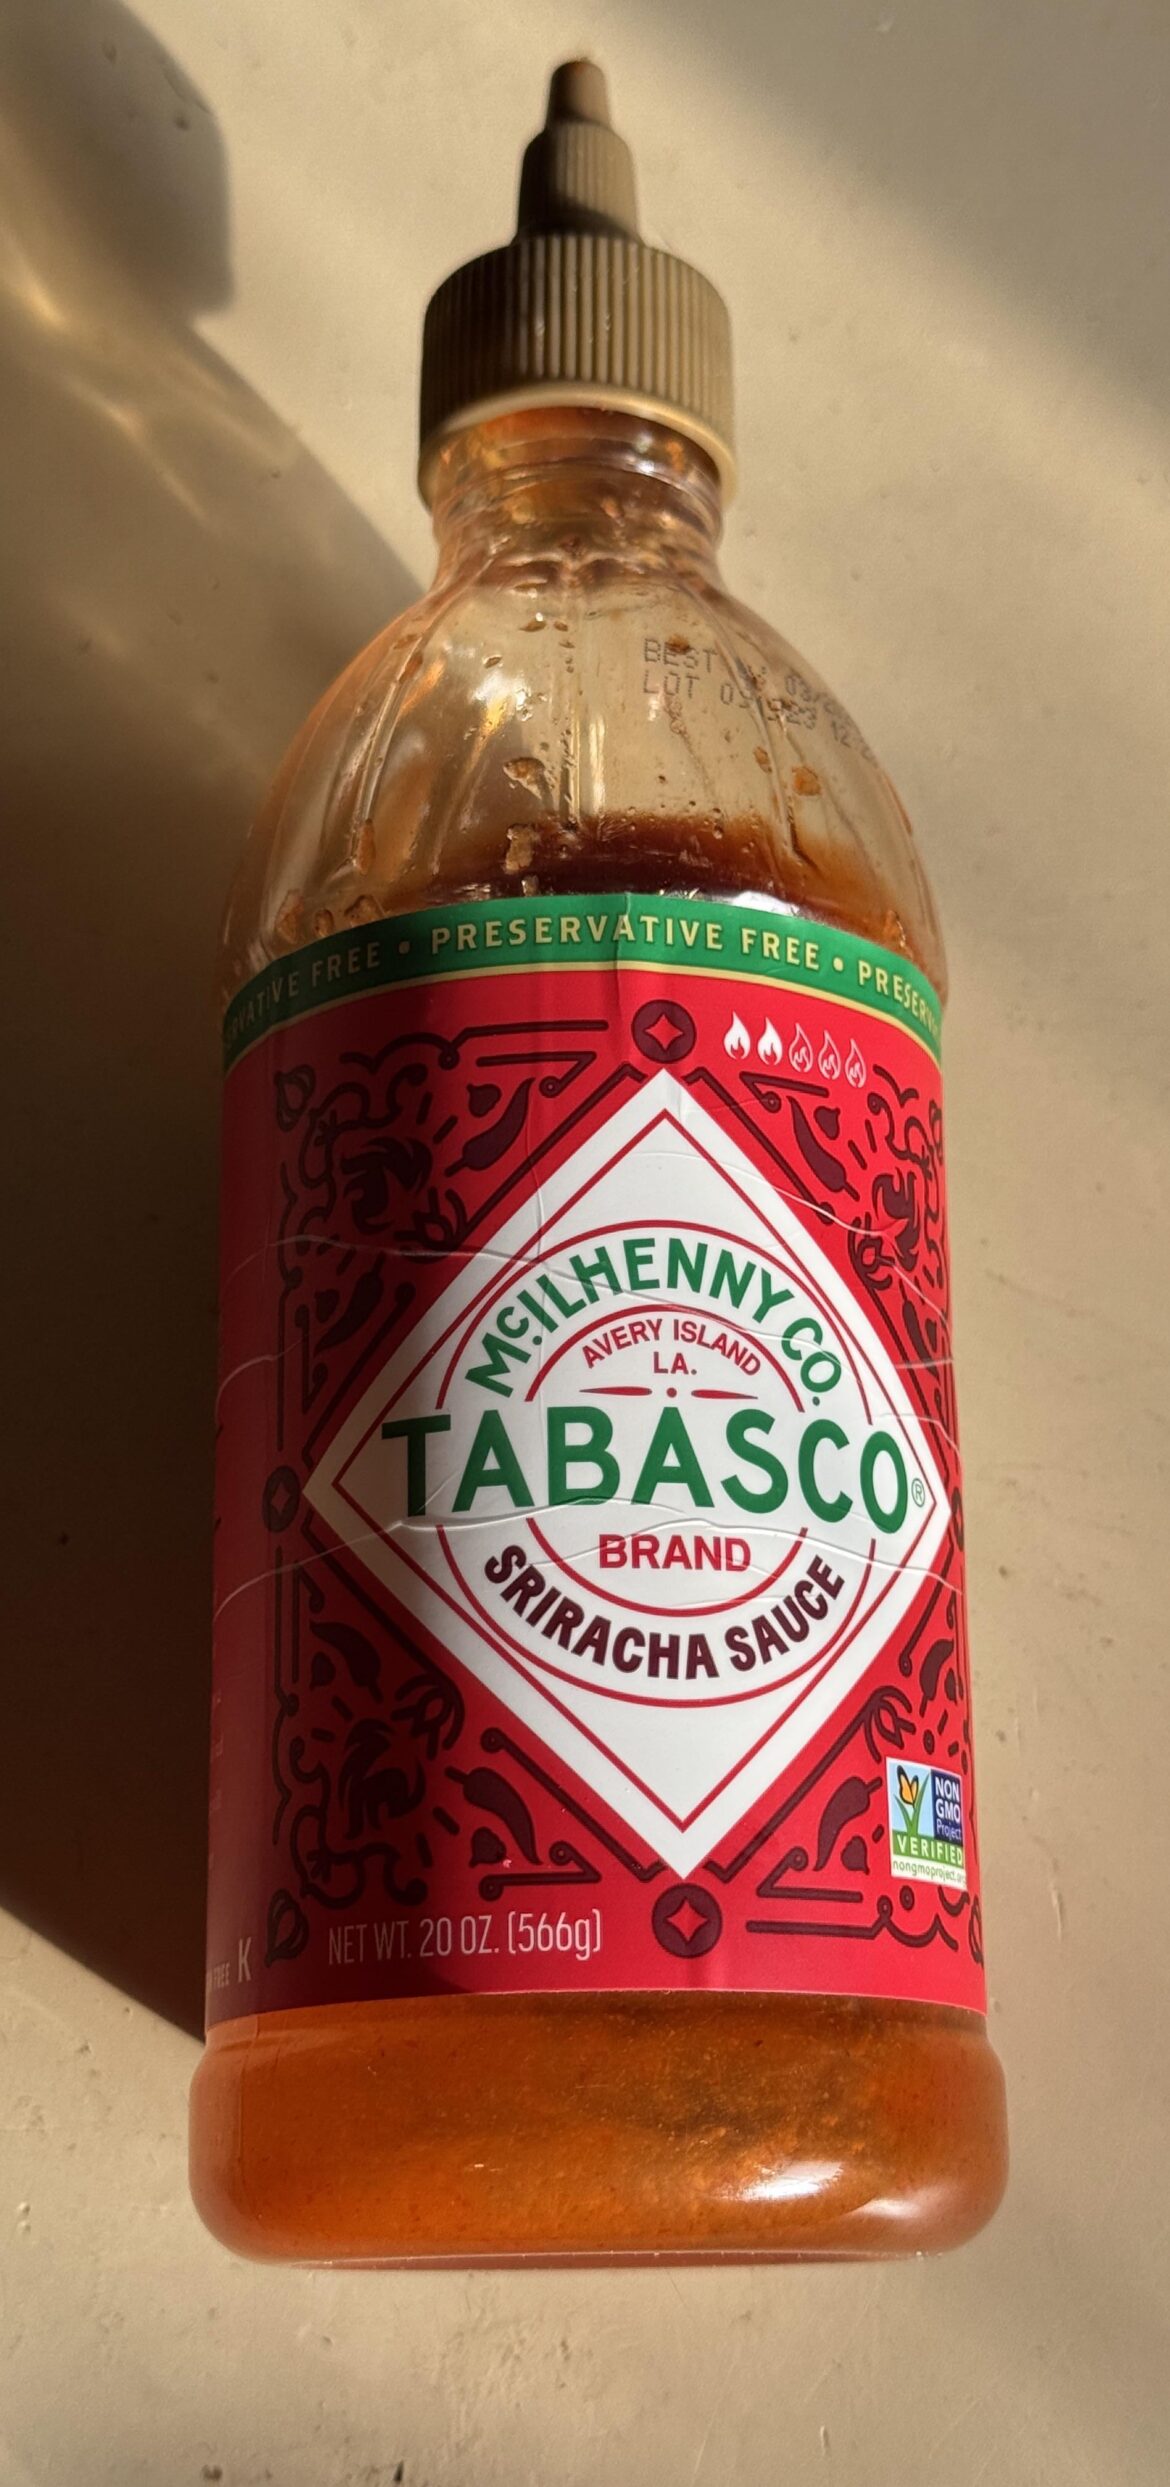 BEST
LOT
FREE • PRESERVATIVE FREE •
McILHENNY CO.
AVERY ISLAND
LA.
TABASCO®
BRAND
SRIRACHA SAUCE
NON
GMO
Project
VERIFIED
nongmoproject.org
NET WT. 20 OZ. (566g)
FREE K